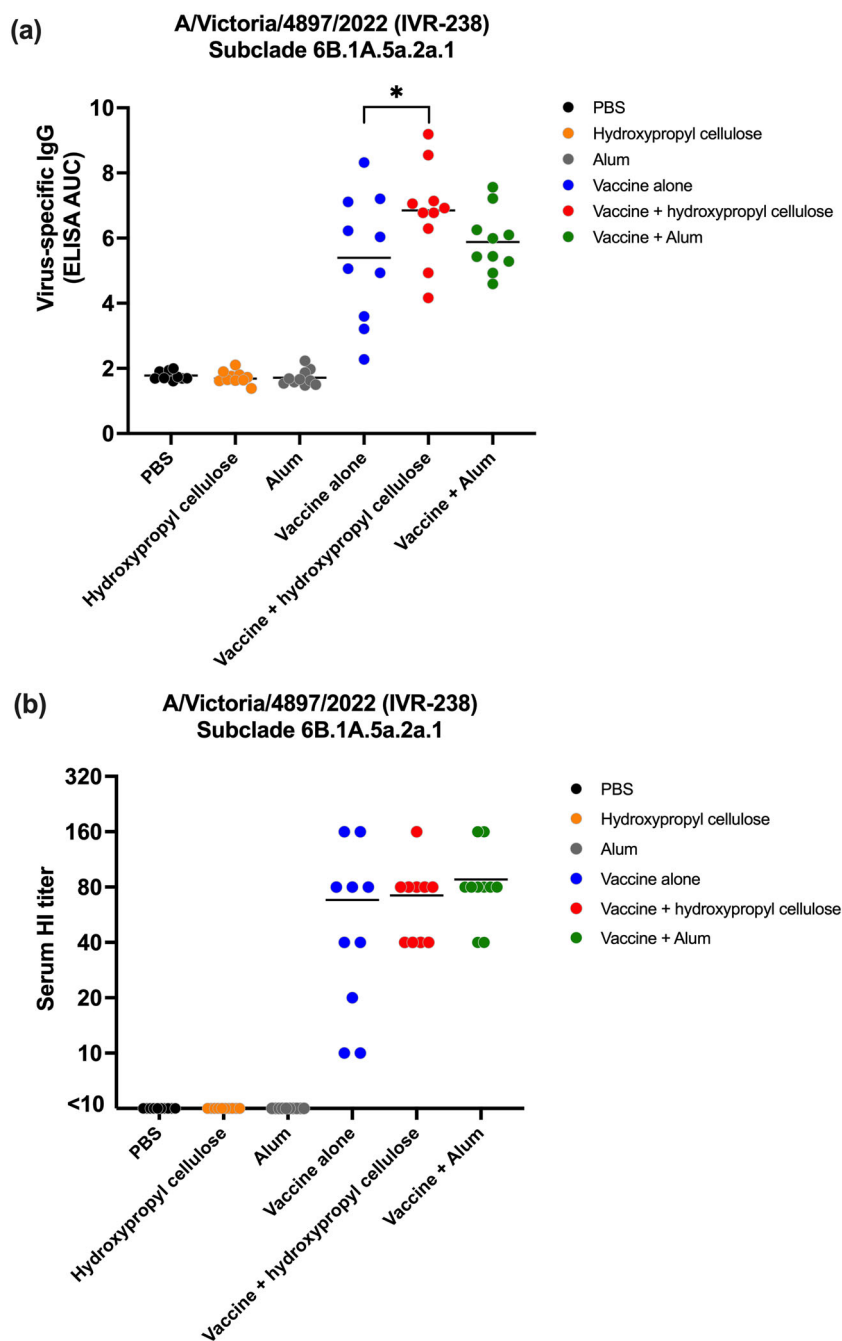 (a)
A/Victoria/4897/2022 (IVR-238)
Subclade 6B.1A.5a.2a.1
Virus-specific IgG
(ELISA AUC)
10
8
6
4
2
0
*
PBS
Hydroxypropyl cellulose
Alum
Vaccine alone
Vaccine + hydroxypropyl cellulose
Vaccine + Alum
PBS
Hydroxypropyl cellulose
Alum
Vaccine alone
Vaccine + hydroxypropyl cellulose
Vaccine + Alum
(b)
A/Victoria/4897/2022 (IVR-238)
Subclade 6B.1A.5a.2a.1
Serum HI titer
320
160
80
40
20
10
<10
PBS
Hydroxypropyl cellulose
Alum
Vaccine alone
Vaccine + hydroxypropyl cellulose
Vaccine + Alum
PBS
Hydroxypropyl cellulose
Alum
Vaccine alone
Vaccine + hydroxypropyl cellulose
Vaccine + Alum